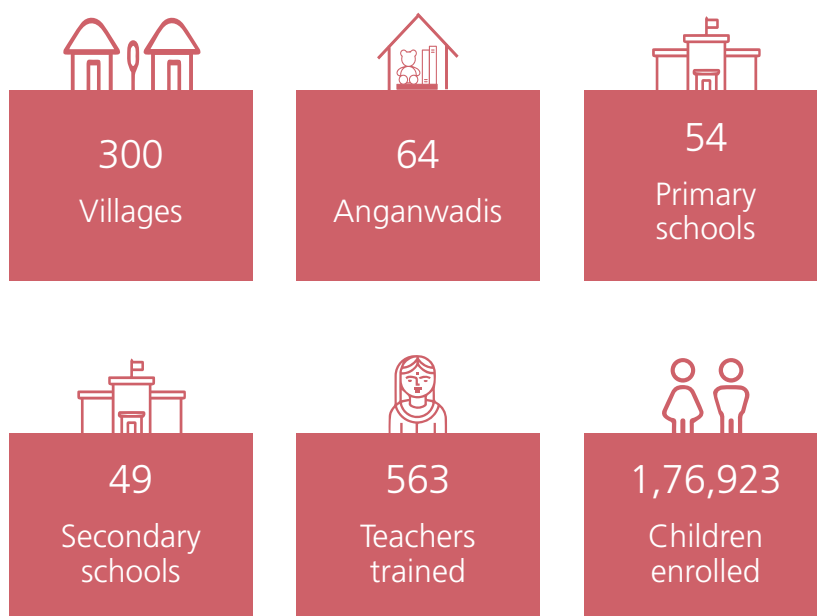 300
Villages
64
Anganwadis
54
Primary
schools
49
Secondary
schools
563
Teachers
trained
1,76,923
Children
enrolled